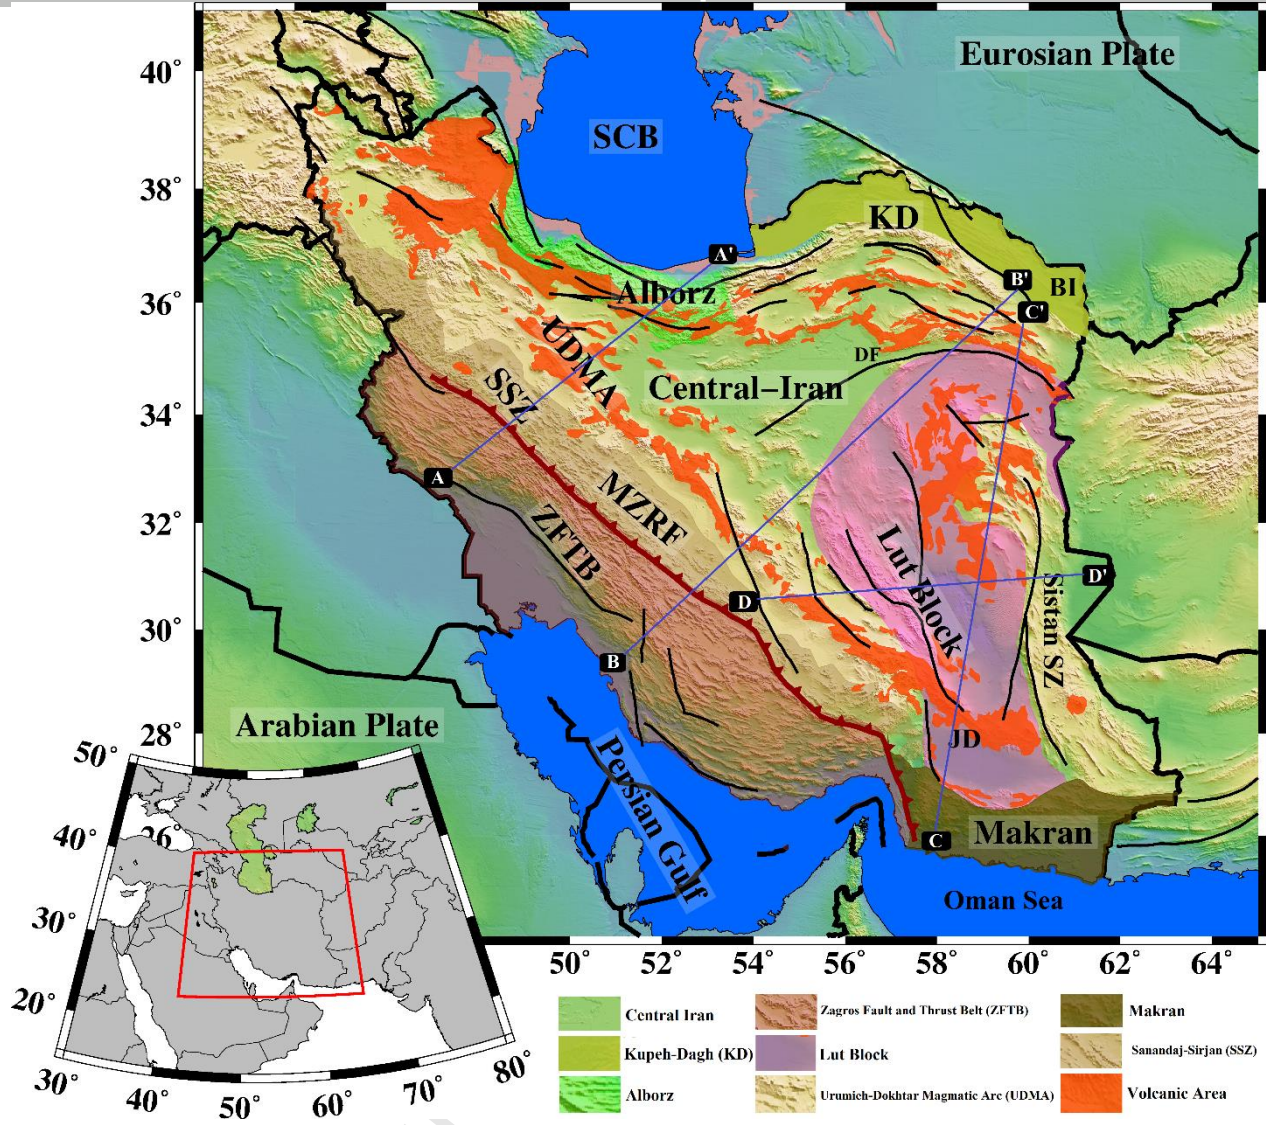 40°
38°
36°
34°
32°
30°
28°
26°
Eurosian Plate
SCB
KD
A'
B'
BI
C'
Alborz
UDMA
DF
Central–Iran
SSZ
A
MZRF
ZFTB
Lut Block
D
D'
Sistan SZ
B
Arabian Plate
JD
Persian Gulf
C
Makran
Oman Sea
50°
52°
54°
56°
58°
60°
62°
64°
50°
40°
30°
20°
30°
40°
50°
60°
70°
80°
Central Iran
Zagros Fault and Thrust Belt (ZFTB)
Makran
Kupeh-Dagh (KD)
Lut Block
Sanandaj-Sirjan (SSZ)
Alborz
Urumieh-Dokhtar Magmatic Arc (UDMA)
Volcanic Area